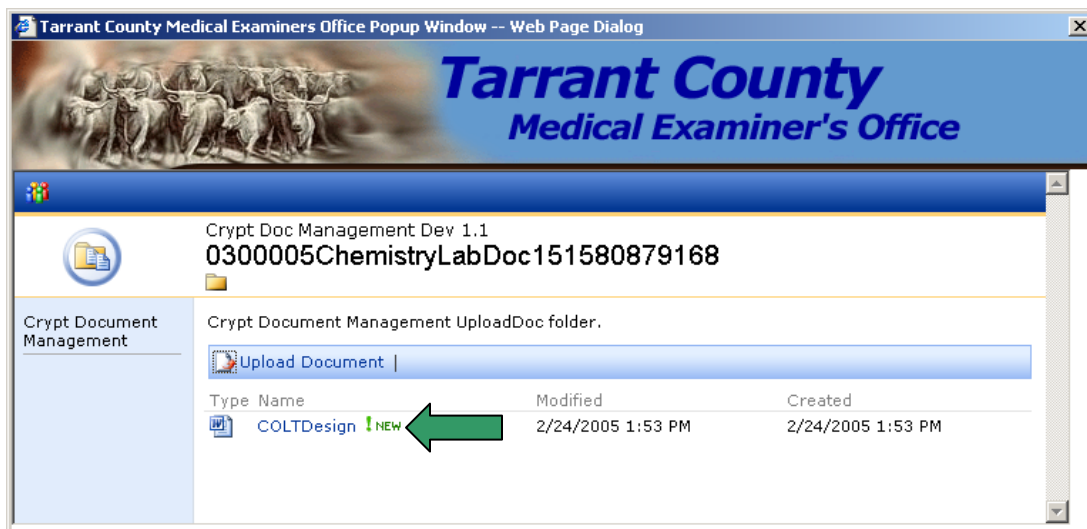 Tarrant County Medical Examiners Office Popup Window -- Web Page Dialog
Tarrant County
Medical Examiner's Office
Crypt Doc Management Dev 1.1
0300005ChemistryLabDoc151580879168
Crypt Document
Management
Crypt Document Management UploadDoc folder.
Upload Document |
Type Name Modified Created
COLTDesign ! NEW 2/24/2005 1:53 PM 2/24/2005 1:53 PM